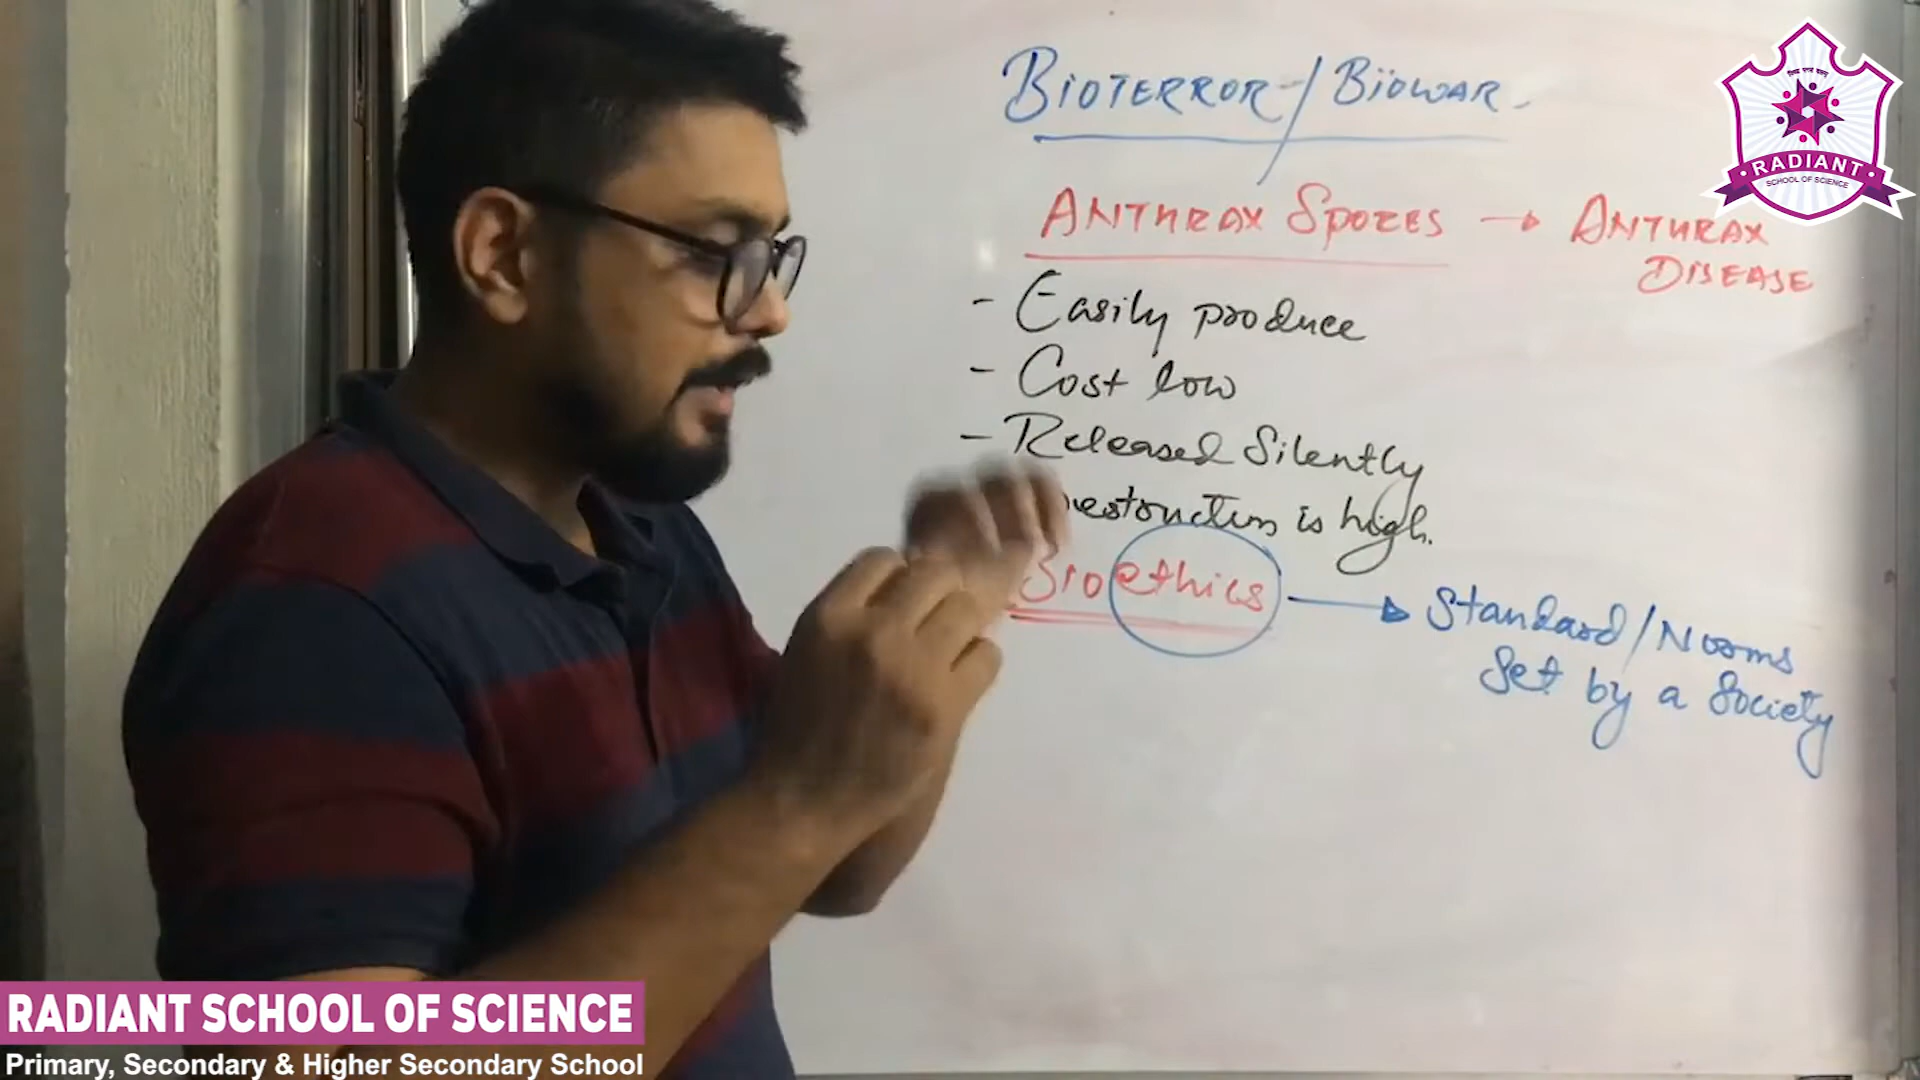 BIOTERROR / BIOWAR
ANTHRAX SPORES → ANTHRAX
DISEASE
- Easily produce
- Cost low
- Released Silently
is high.
Bioethics → Standard / Norms
Set by a Society
RADIANT
SCHOOL OF SCIENCE
RADIANT SCHOOL OF SCIENCE
Primary, Secondary & Higher Secondary School